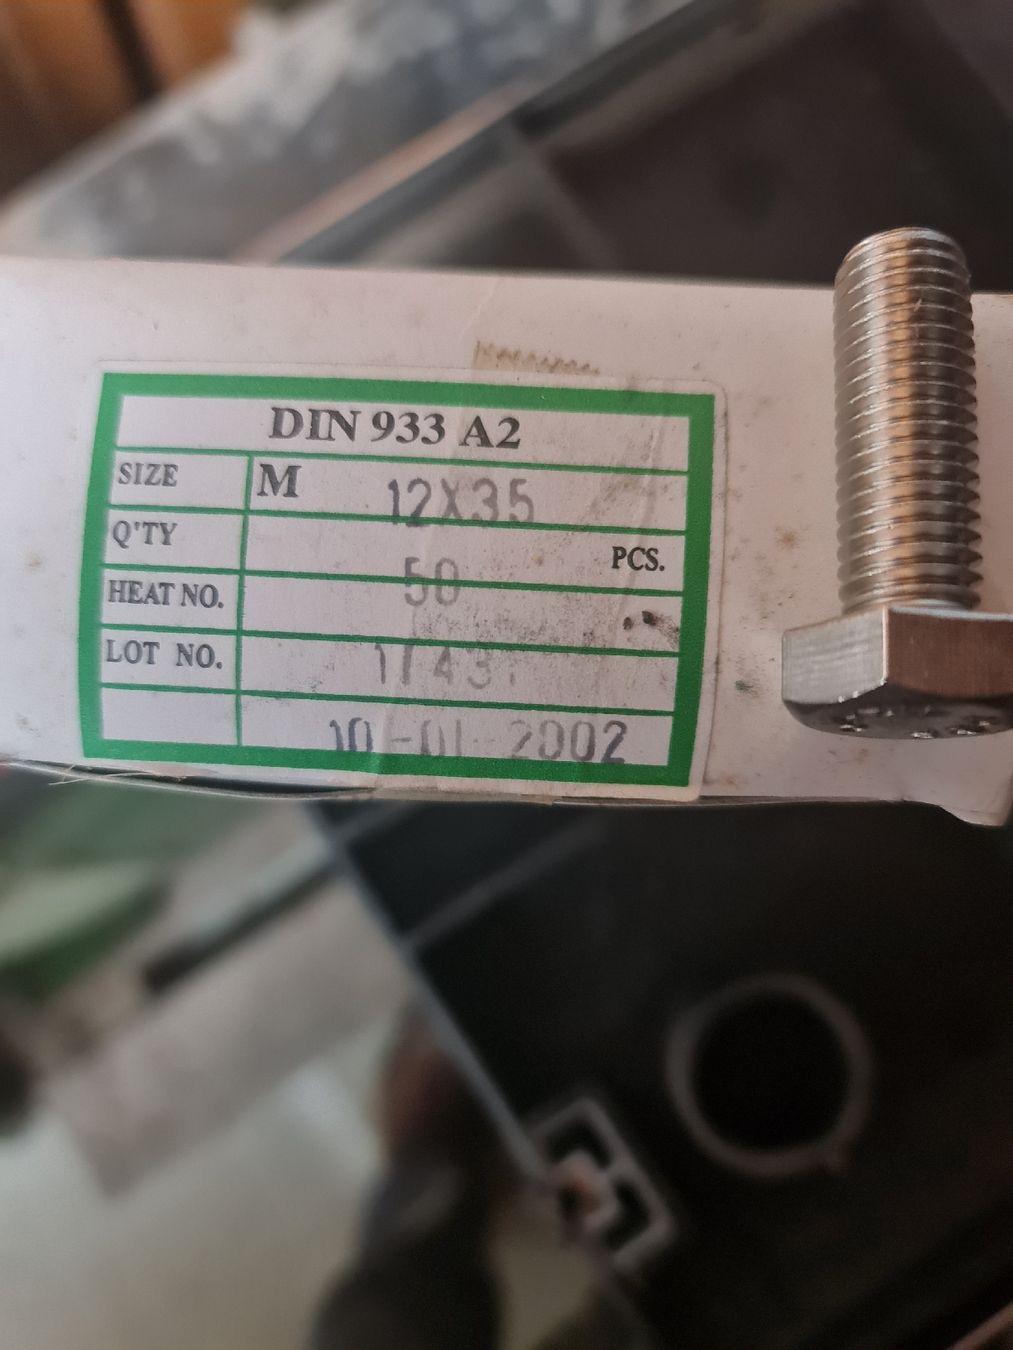 DIN 933 A2
SIZE M 12X35
Q'TY 50 PCS.
HEAT NO.
LOT NO.
10-01-2002